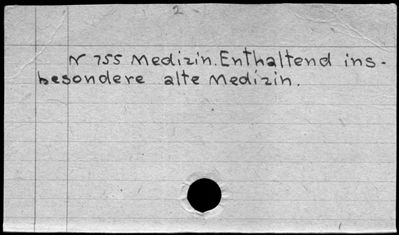 2
N 755 Medizin. Enthaltend ins-
besondere alte Medizin.